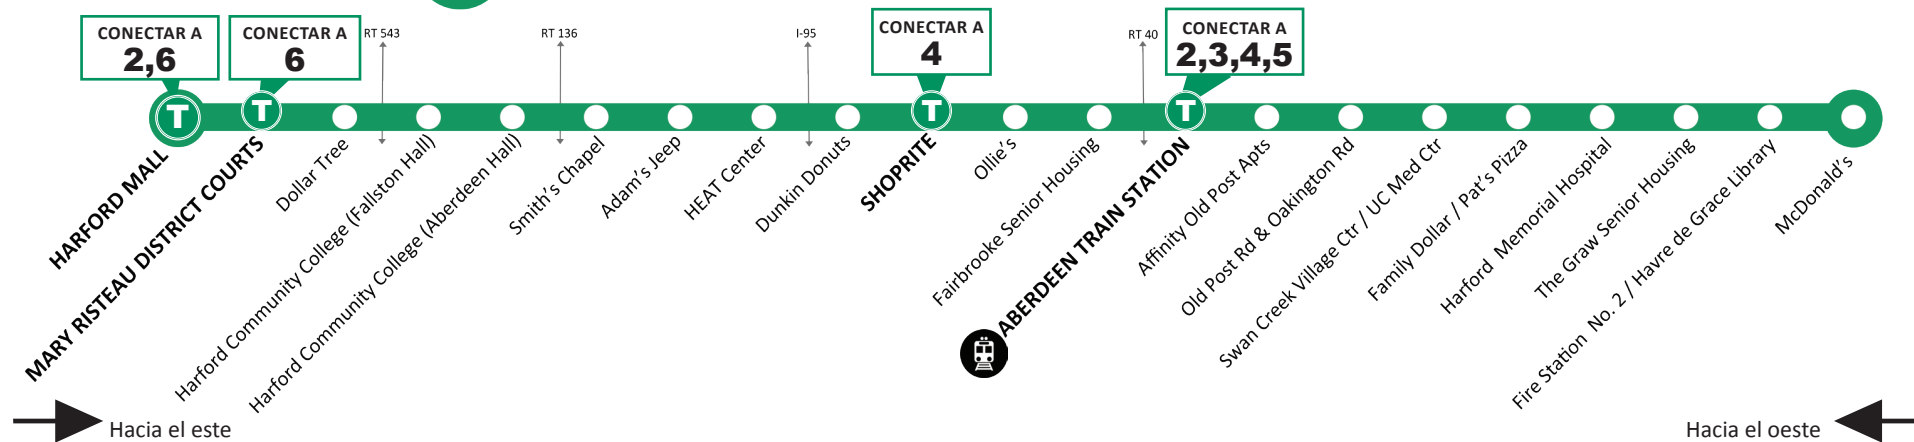 CONECTAR A
2,6
CONECTAR A
6
RT 543
RT 136
I-95
CONECTAR A
4
RT 40
CONECTAR A
2,3,4,5
T
T
T
T
HARFORD MALL
MARY RISTEAU DISTRICT COURTS
Dollar Tree
Harford Community College (Fallston Hall)
Harford Community College (Aberdeen Hall)
Smith's Chapel
Adam's Jeep
HEAT Center
Dunkin Donuts
SHOPRITE
Ollie's
Fairbrooke Senior Housing
ABERDEEN TRAIN STATION
Affinity Old Post Apts
Old Post Rd & Oakington Rd
Swan Creek Village Ctr / UC Med Ctr
Family Dollar / Pat's Pizza
Harford Memorial Hospital
The Graw Senior Housing
Fire Station No. 2 / Havre de Grace Library
McDonald's
Hacia el este
Hacia el oeste